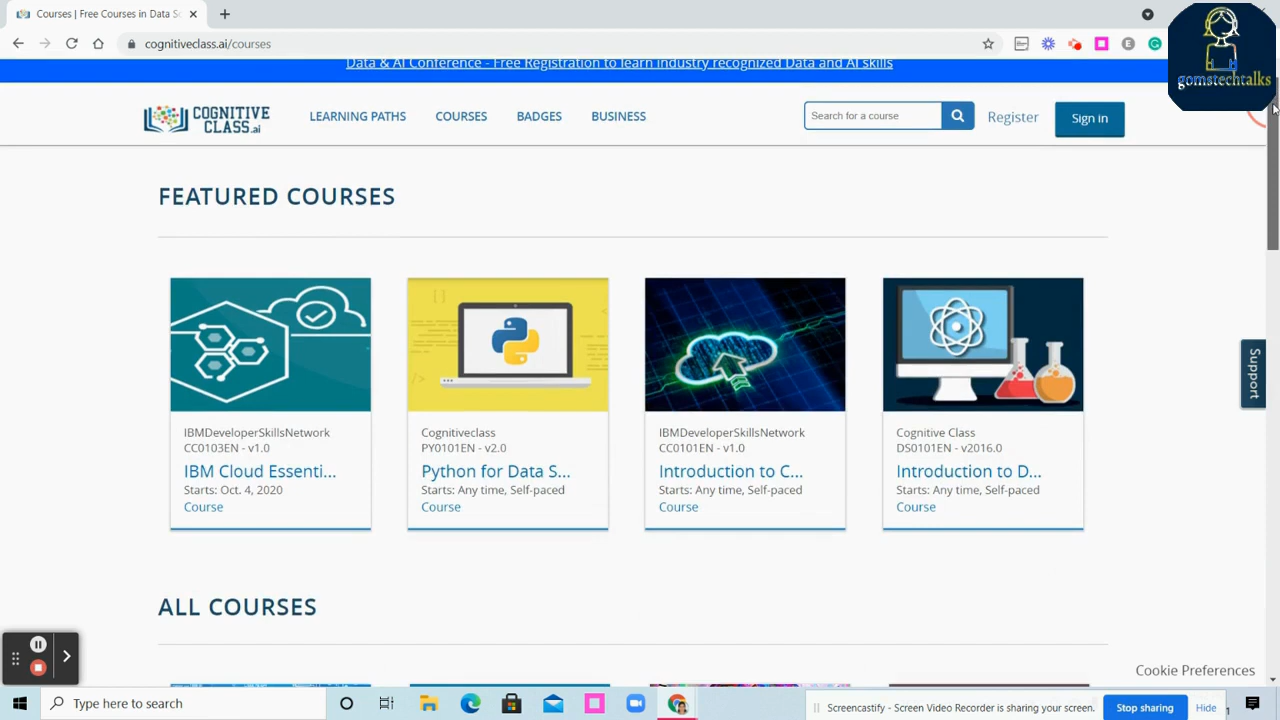 Courses | Free Courses in Data Sc
cognitiveclass.ai/courses
gomstechtalks
Data & AI Conference - Free Registration to learn industry recognized Data and AI skills
COGNITIVE
CLASS.ai
LEARNING PATHS COURSES BADGES BUSINESS
Search for a course
Register
Sign in
FEATURED COURSES
IBMDeveloperSkillsNetwork
CC0103EN - v1.0
IBM Cloud Essenti...
Starts: Oct. 4, 2020
Course
Cognitiveclass
PY0101EN - v2.0
Python for Data S...
Starts: Any time, Self-paced
Course
IBMDeveloperSkillsNetwork
CC0101EN - v1.0
Introduction to C...
Starts: Any time, Self-paced
Course
Cognitive Class
DS0101EN - v2016.0
Introduction to D...
Starts: Any time, Self-paced
Course
Support
ALL COURSES
Cookie Preferences
Type here to search
Screencastify - Screen Video Recorder is sharing your screen.
Stop sharing
Hide